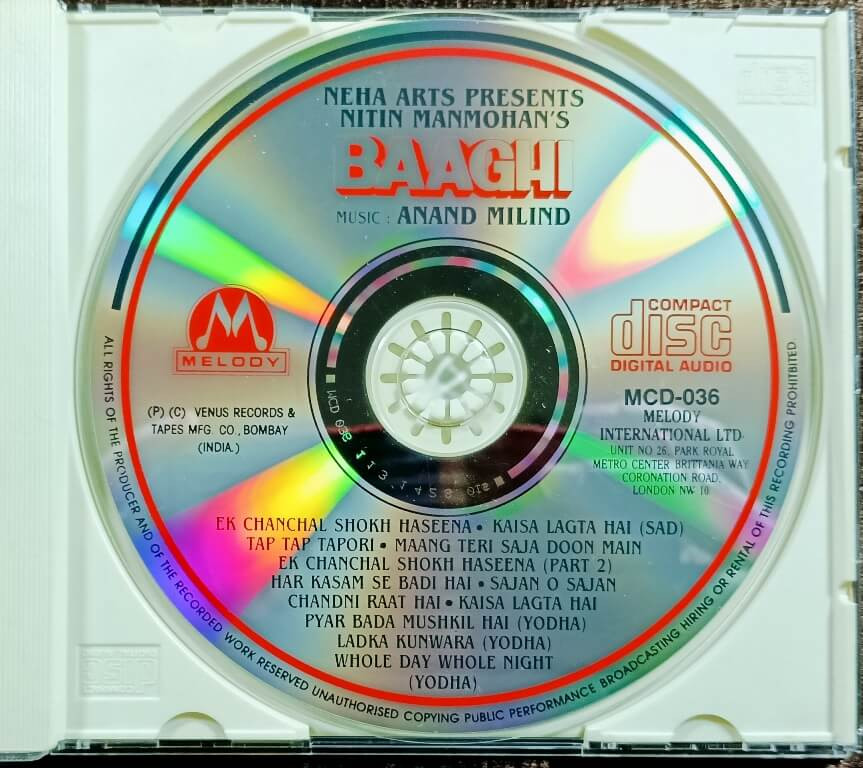 NEHA ARTS PRESENTS
NITIN MANMOHAN'S
BAAGHI
MUSIC : ANAND MILIND
MELODY
COMPACT
disc
DIGITAL AUDIO
(P) (C) VENUS RECORDS &
TAPES MFG. CO., BOMBAY
(INDIA.)
MCD-036
MELODY
INTERNATIONAL LTD.
UNIT NO 26, PARK ROYAL
METRO CENTER BRITTANIA WAY
CORONATION ROAD,
LONDON NW 10
EK CHANCHAL SHOKH HASEENA • KAISA LAGTA HAI (SAD)
TAP TAP TAPORI • MAANG TERI SAJA DOON MAIN
EK CHANCHAL SHOKH HASEENA (PART 2)
HAR KASAM SE BADI HAI • SAJAN O SAJAN
CHANDNI RAAT HAI • KAISA LAGTA HAI
PYAR BADA MUSHKIL HAI (YODHA)
LADKA KUNWARA (YODHA)
WHOLE DAY WHOLE NIGHT
(YODHA)
ALL RIGHTS OF THE PRODUCER AND OF THE RECORDED WORK RESERVED UNAUTHORISED COPYING PUBLIC PERFORMANCE BROADCASTING HIRING OR RENTAL OF THIS RECORDING PROHIBITED